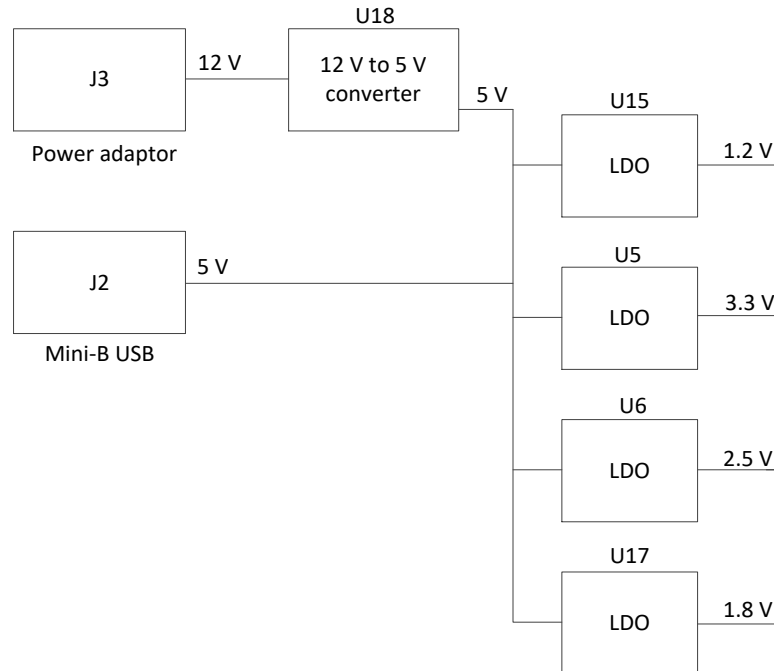 U18
J3
12 V
12 V to 5 V
converter
5 V
Power adaptor
U15
LDO
1.2 V
J2
5 V
Mini-B USB
U5
LDO
3.3 V
U6
LDO
2.5 V
U17
LDO
1.8 V